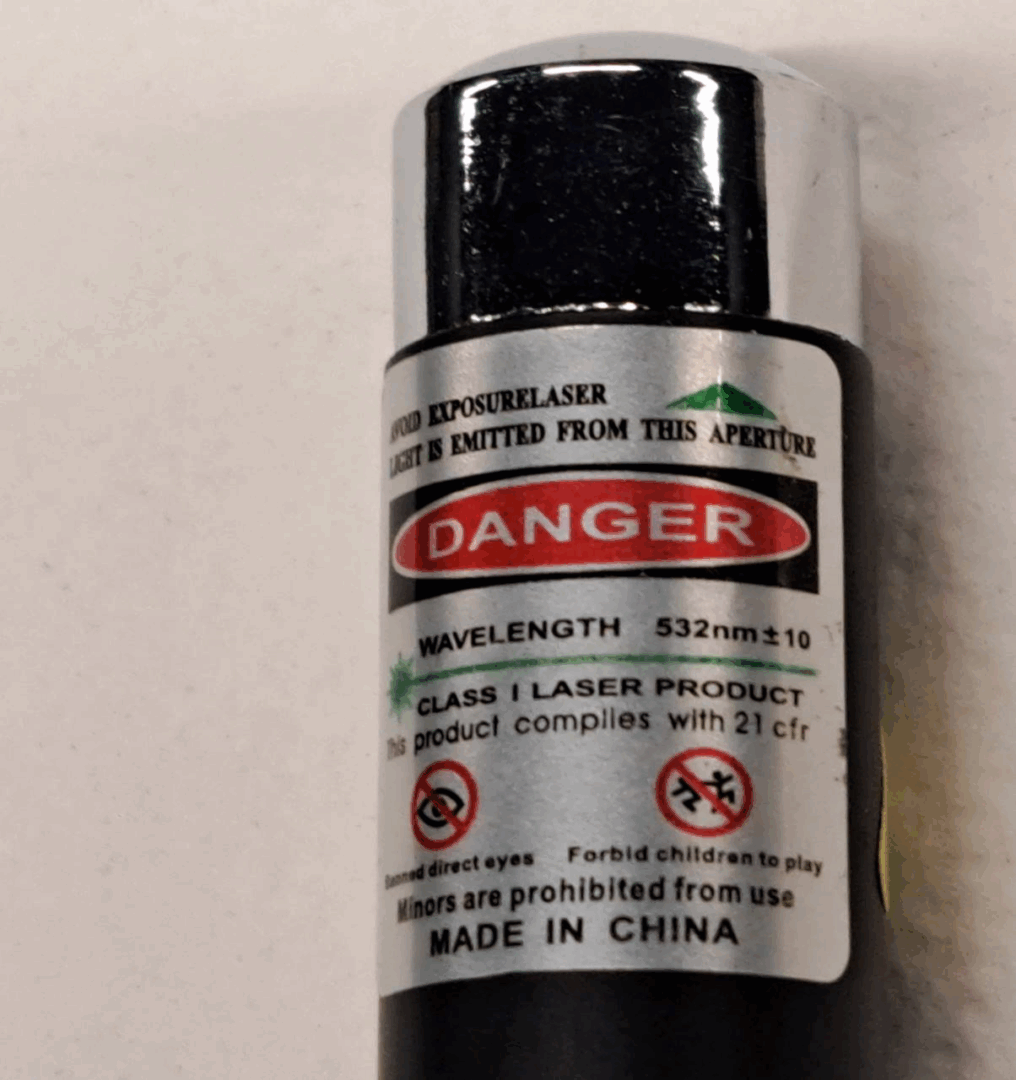 AVOID EXPOSURELASER
LIGHT IS EMITTED FROM THIS APERTURE
DANGER
WAVELENGTH 532nm±10
CLASS I LASER PRODUCT
This product complies with 21 cfr
Banned direct eyes Forbid children to play
Minors are prohibited from use
MADE IN CHINA